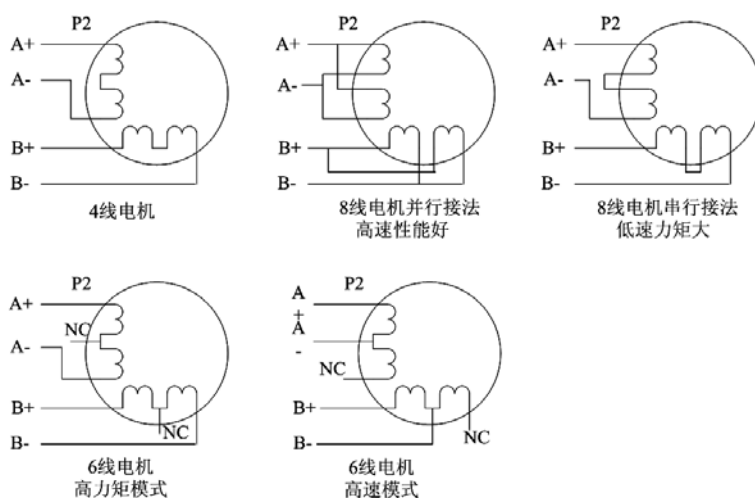 P2
A+
A-
B+
B-
4线电机
P2
A+
A-
B+
B-
8线电机并行接法
高速性能好
P2
A+
A-
B+
B-
8线电机串行接法
低速力矩大
P2
A+
NC
A-
B+
NC
B-
6线电机
高力矩模式
P2
A
+
A
-
NC
B+
NC
B-
6线电机
高速模式